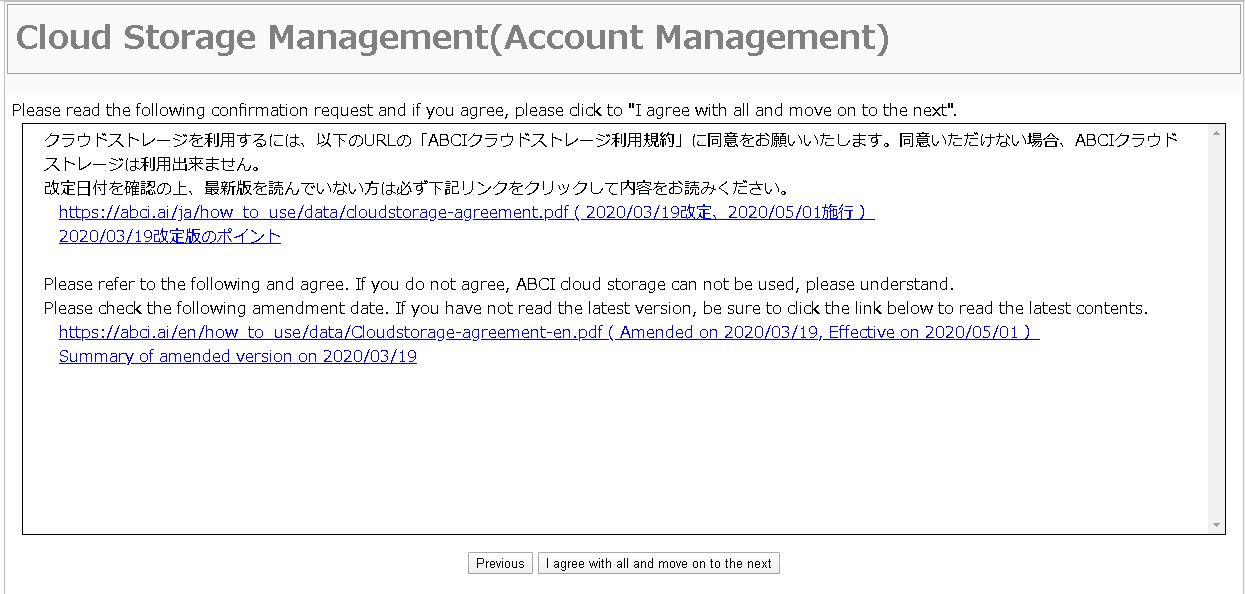 Cloud Storage Management(Account Management)
Please read the following confirmation request and if you agree, please click to "I agree with all and move on to the next".
クラウドストレージを利用するには、以下のURLの「ABCIクラウドストレージ利用規約」に同意をお願いいたします。同意いただけない場合、ABCIクラウド
ストレージは利用出来ません。
改定日付を確認の上、最新版を読んでいない方は必ず下記リンクをクリックして内容をお読みください。
https://abci.ai/ja/how_to_use/data/cloudstorage-agreement.pdf ( 2020/03/19改定、2020/05/01施行 )
2020/03/19改定版のポイント
Please refer to the following and agree. If you do not agree, ABCI cloud storage can not be used, please understand.
Please check the following amendment date. If you have not read the latest version, be sure to click the link below to read the latest contents.
https://abci.ai/en/how_to_use/data/Cloudstorage-agreement-en.pdf ( Amended on 2020/03/19, Effective on 2020/05/01 )
Summary of amended version on 2020/03/19
Previous
I agree with all and move on to the next